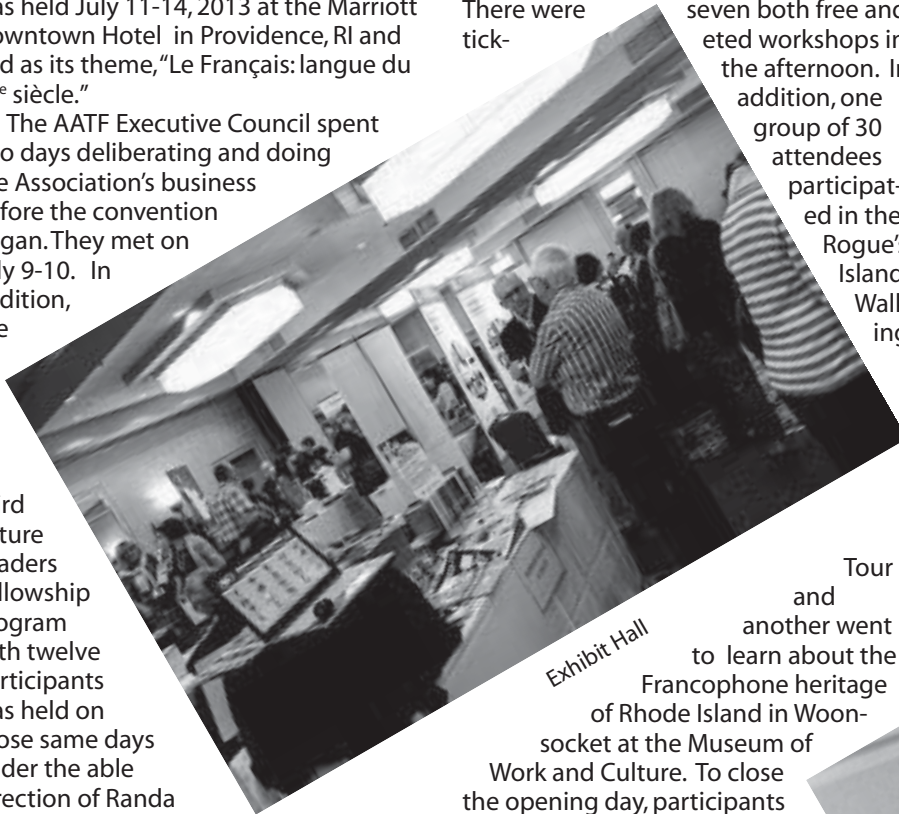 as held July 11-14, 2013 at the Marriott
owntown Hotel in Providence, RI and
d as its theme, “Le Français: langue du
e siècle.”
The AATF Executive Council spent
o days deliberating and doing
e Association’s business
fore the convention
gan. They met on
ly 9-10. In
dition,
e
rd
ture
aders
llowship
ogram
th twelve
rticipants
as held on
ose same days
der the able
rection of Randa
There were
tick-
seven both free and
eted workshops in
the afternoon. In
addition, one
group of 30
attendees
participat-
ed in the
Rogue’s
Island
Walk
ing
Tour
and
another went
to learn about the
Francophone heritage
of Rhode Island in Woon-
socket at the Museum of
Work and Culture. To close
the opening day, participants
Exhibit Hall